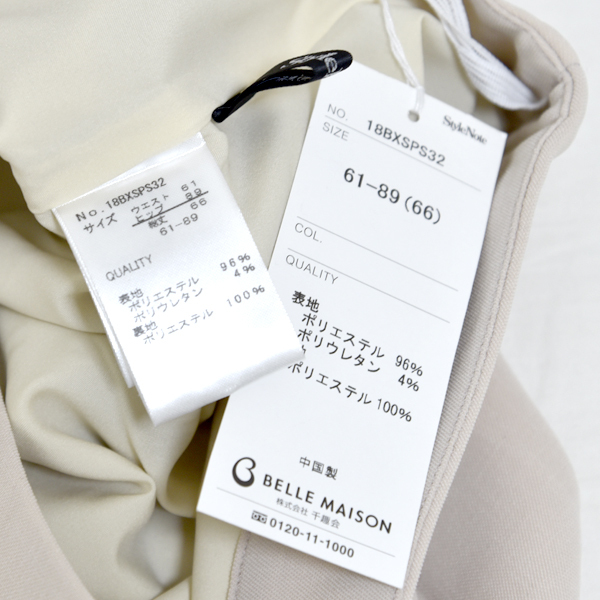 No. 18BXSPS32
サイズ ウエスト 61
ヒップ 89
総丈 66
61-89
QUALITY
表地
ポリエステル 96%
ポリウレタン 4%
裏地
ポリエステル 100%
StyleNote
NO. 18BXSPS32
SIZE
61-89(66)
COL.
QUALITY
表地
ポリエステル 96%
ポリウレタン 4%
ポリエステル 100%
中国製
BELLE MAISON
株式会社 千趣会
0120-11-1000